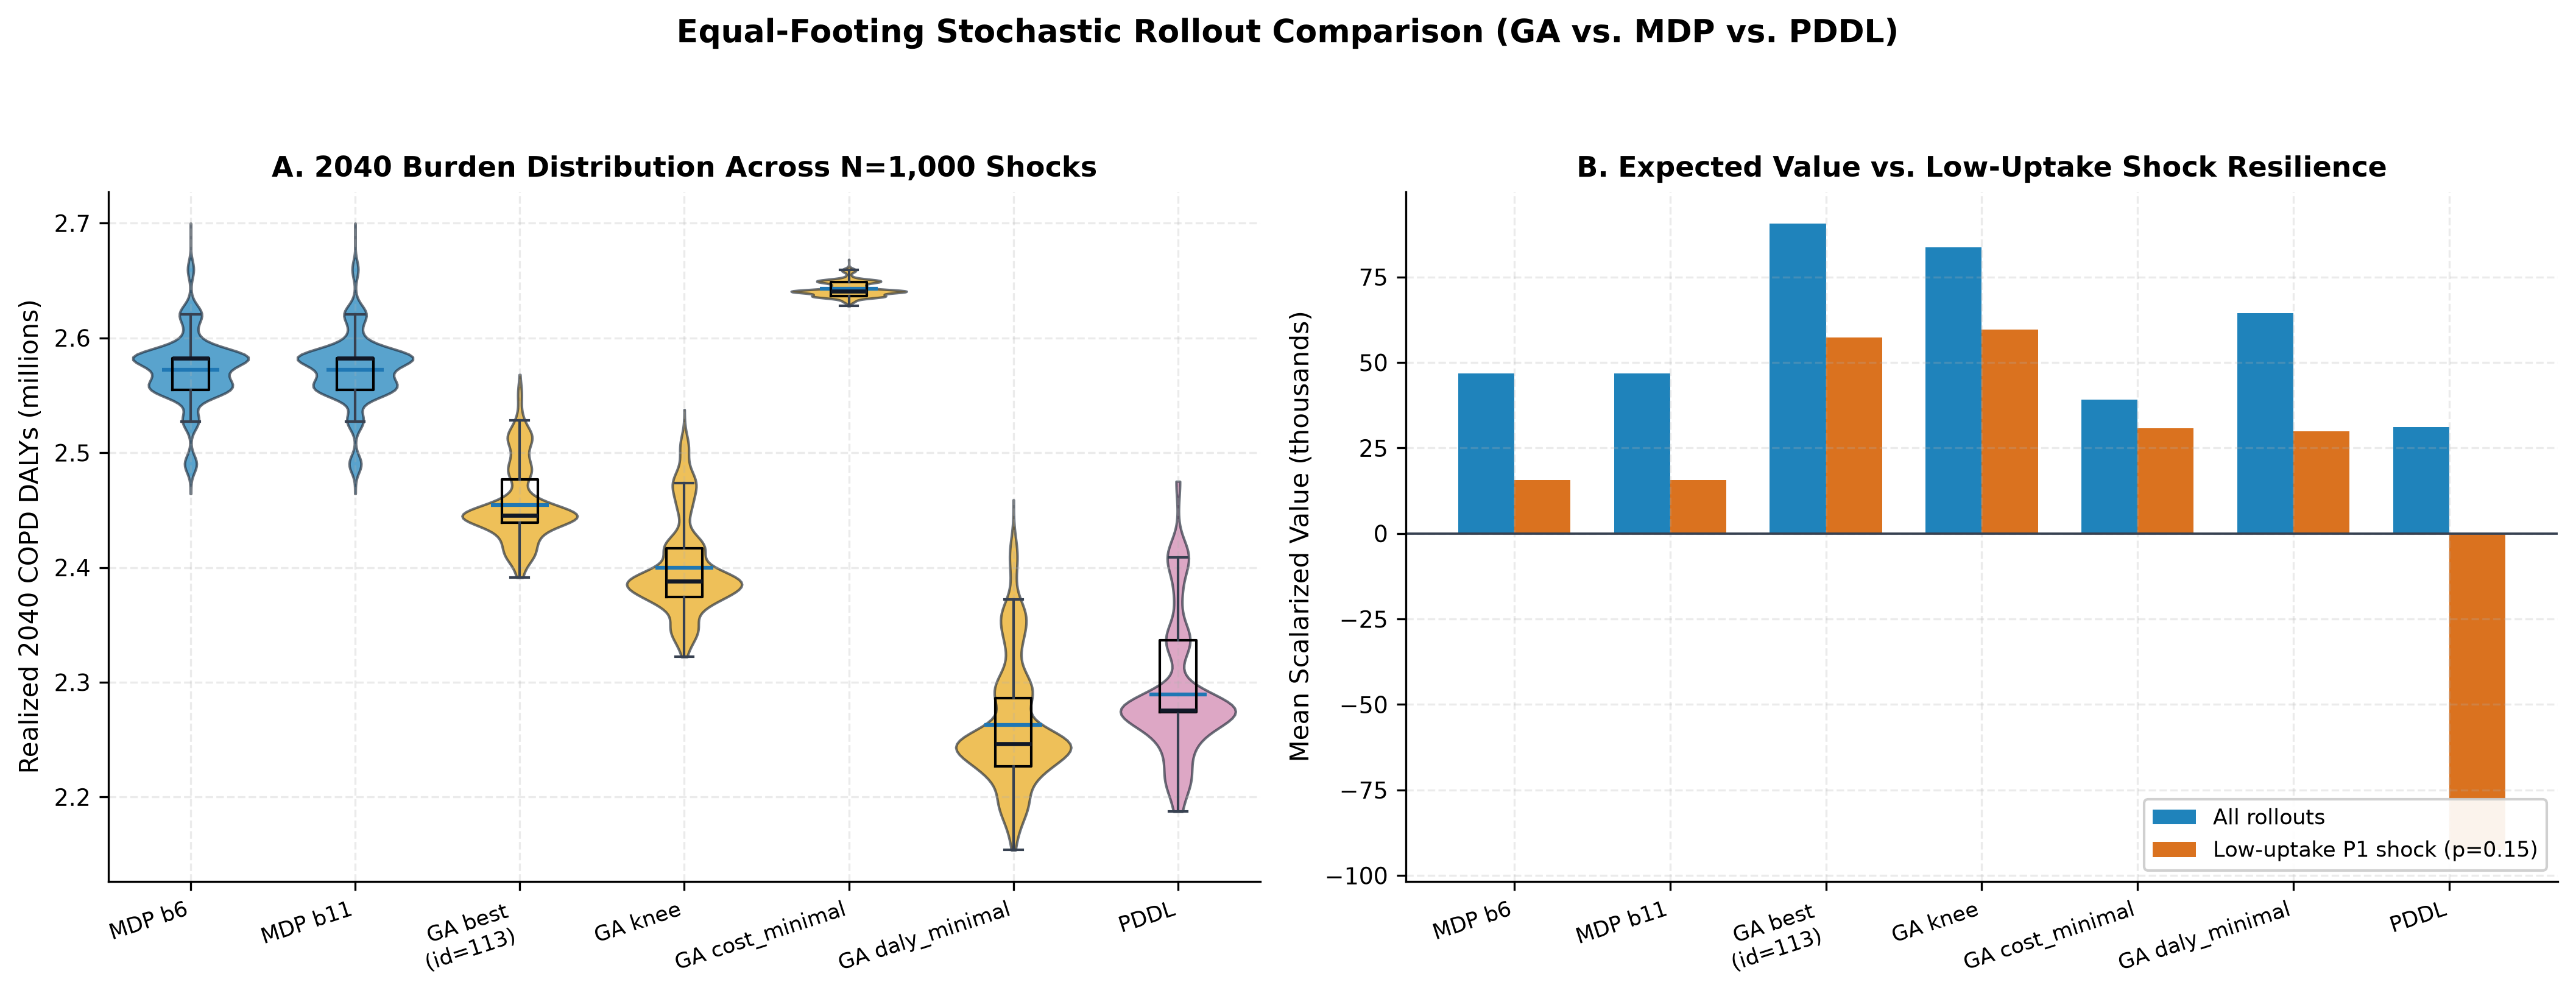 Equal-Footing Stochastic Rollout Comparison (GA vs. MDP vs. PDDL)
A. 2040 Burden Distribution Across N=1,000 Shocks
Realized 2040 COPD DALYs (millions)
2.7
2.6
2.5
2.4
2.3
2.2
MDP b6
MDP b11
GA best
(id=113)
GA knee
GA cost_minimal
GA daly_minimal
PDDL
B. Expected Value vs. Low-Uptake Shock Resilience
Mean Scalarized Value (thousands)
75
50
25
0
−25
−50
−75
−100
All rollouts
Low-uptake P1 shock (p=0.15)
MDP b6
MDP b11
GA best
(id=113)
GA knee
GA cost_minimal
GA daly_minimal
PDDL